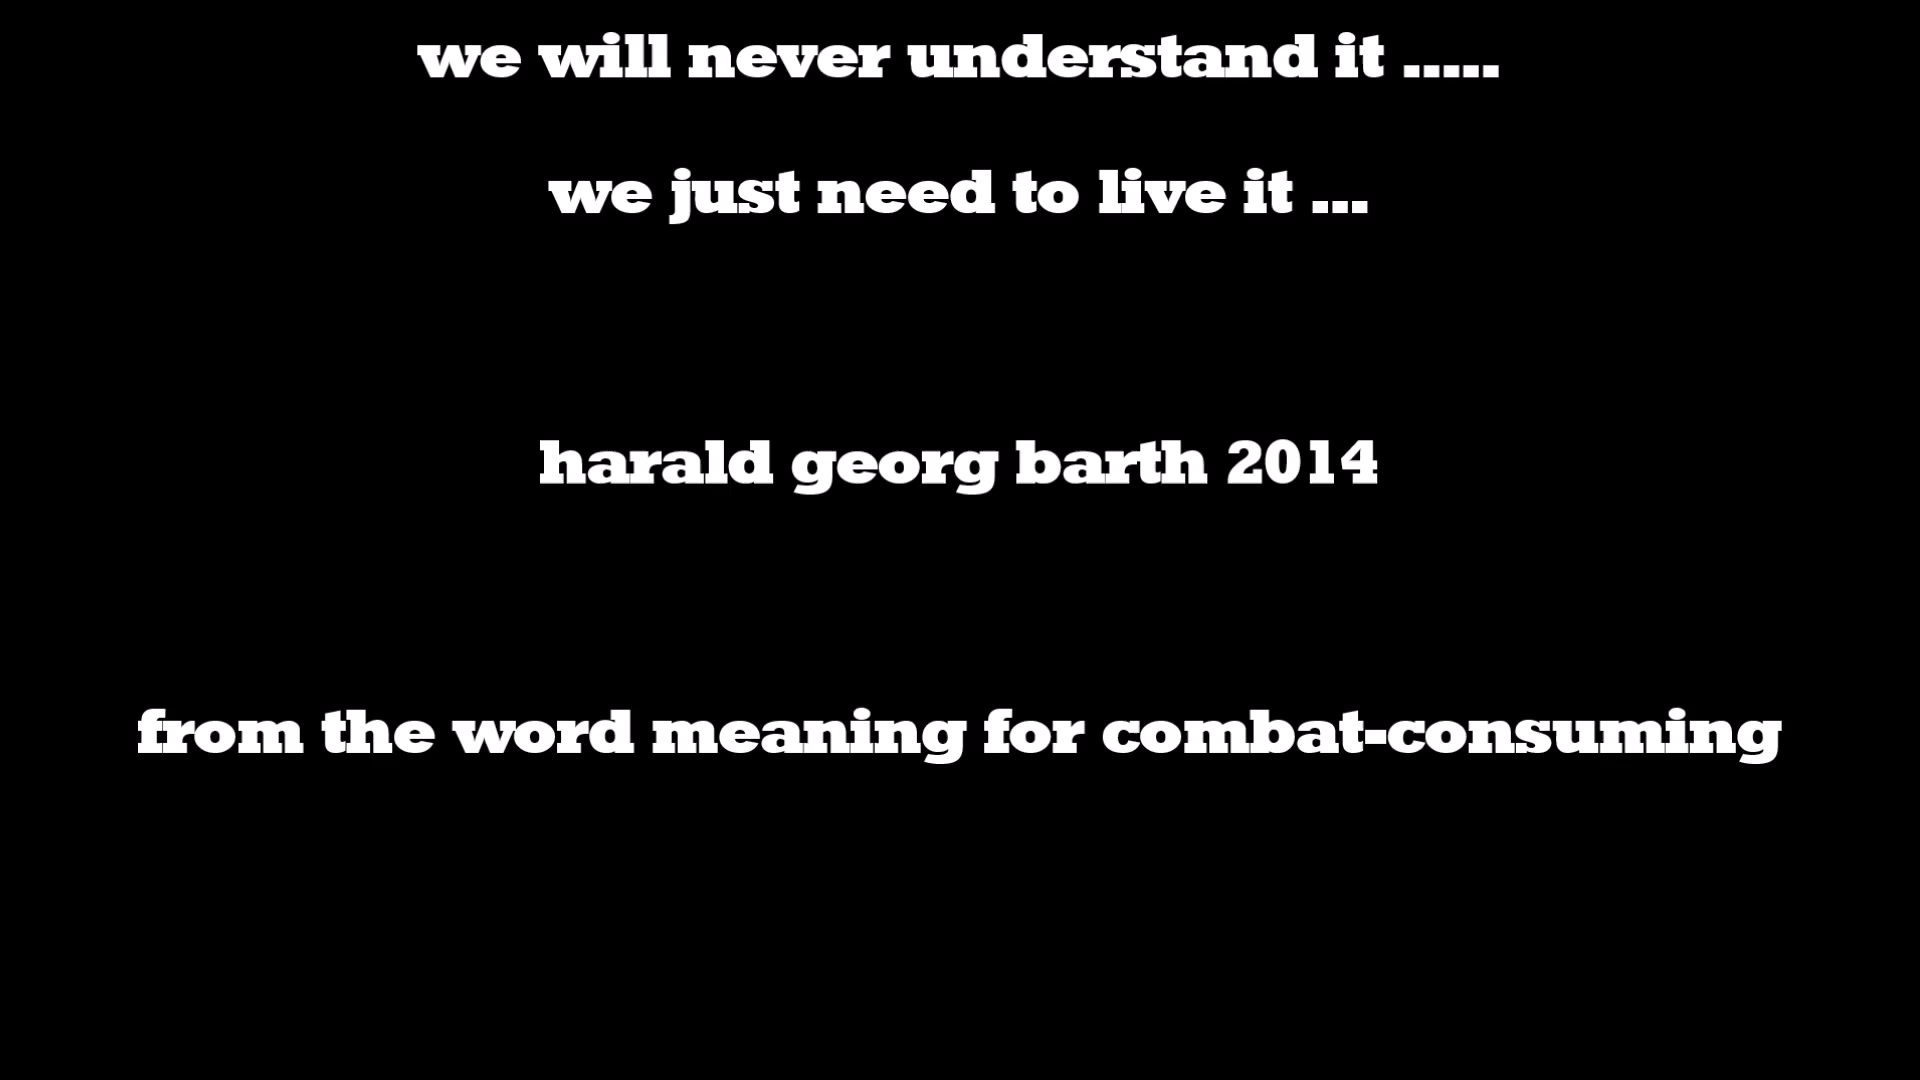 we will never understand it .....
we just need to live it ...
harald georg barth 2014
from the word meaning for combat-consuming